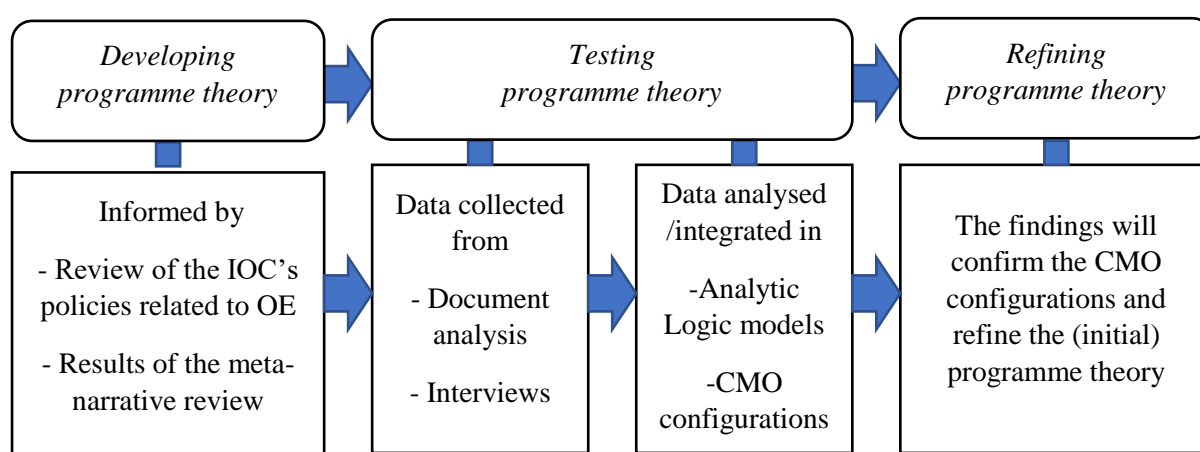 Developing
programme theory
Testing
programme theory
Refining
programme theory
Informed by
- Review of the IOC’s
policies related to OE
- Results of the meta-
narrative review
Data collected
from
- Document
analysis
- Interviews
Data analysed
/integrated in
-Analytic
Logic models
-CMO
configurations
The findings will
confirm the CMO
configurations and
refine the (initial)
programme theory